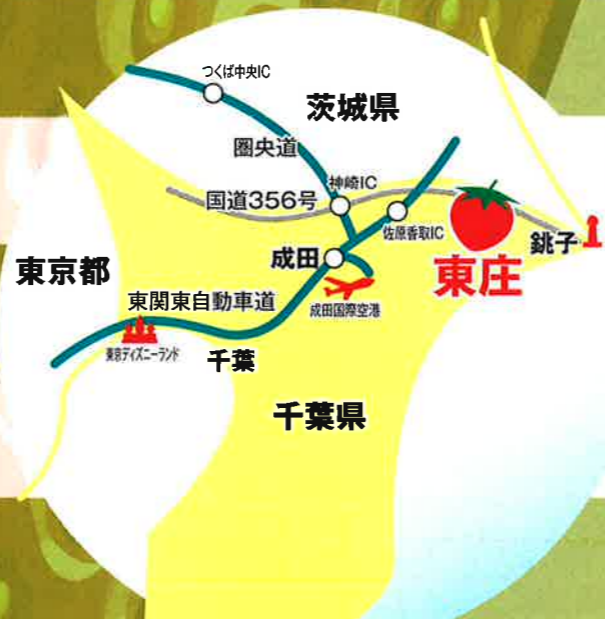 つくば中央IC
茨城県
圏央道
神崎IC
国道356号
佐原香取IC
銚子
成田
東庄
東京都
東関東自動車道
成田国際空港
東京ディズニーランド
千葉
千葉県